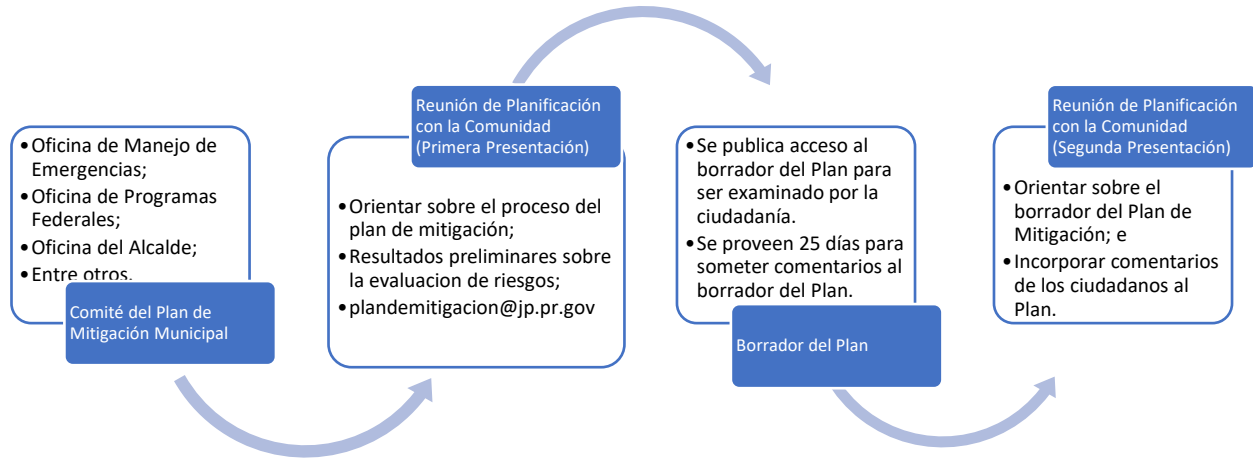 •Oficina de Manejo de
Emergencias;
•Oficina de Programas
Federales;
•Oficina del Alcalde;
•Entre otros.
Comité del Plan de
Mitigación Municipal
Reunión de Planificación
con la Comunidad
(Primera Presentación)
•Orientar sobre el proceso del
plan de mitigación;
•Resultados preliminares sobre
la evaluacion de riesgos;
•plandemitigacion@jp.pr.gov
•Se publica acceso al
borrador del Plan para
ser examinado por la
ciudadanía.
•Se proveen 25 días para
someter comentarios al
borrador del Plan.
Borrador del Plan
Reunión de Planificación
con la Comunidad
(Segunda Presentación)
•Orientar sobre el
borrador del Plan de
Mitigación; e
•Incorporar comentarios
de los ciudadanos al
Plan.